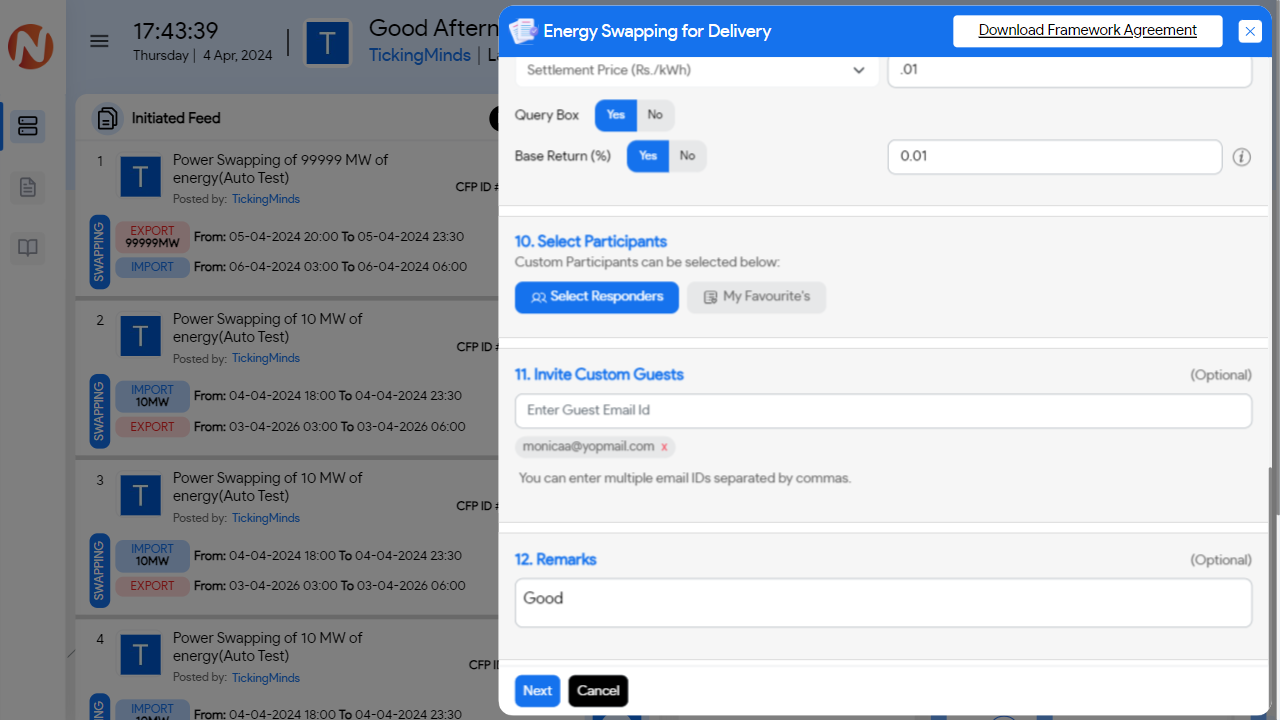 17:43:39
Thursday | 4 Apr, 2024
T
Good Aftern
TickingMinds
Initiated Feed
1
T
Power Swapping of 99999 MW of
energy(Auto Test)
Posted by: TickingMinds
CFP ID
SWAPPING
EXPORT
99999MW
From: 05-04-2024 20:00 To 05-04-2024 23:30
IMPORT
From: 06-04-2024 03:00 To 06-04-2024 06:00
2
T
Power Swapping of 10 MW of
energy(Auto Test)
Posted by: TickingMinds
CFP ID
SWAPPING
IMPORT
10MW
From: 04-04-2024 18:00 To 04-04-2024 23:30
EXPORT
From: 03-04-2026 03:00 To 03-04-2026 06:00
3
T
Power Swapping of 10 MW of
energy(Auto Test)
Posted by: TickingMinds
CFP ID
SWAPPING
IMPORT
10MW
From: 04-04-2024 18:00 To 04-04-2024 23:30
EXPORT
From: 03-04-2026 03:00 To 03-04-2026 06:00
4
T
Power Swapping of 10 MW of
energy(Auto Test)
Posted by: TickingMinds
CFP
IMPORT
10MW
From: 04-04-2024 18:00 To 04-04-2024 23:30
Energy Swapping for Delivery
Download Framework Agreement
Settlement Price (Rs./kWh)
.01
Query Box
Yes
No
Base Return (%)
Yes
No
0.01
10. Select Participants
Custom Participants can be selected below:
Select Responders
My Favourite's
11. Invite Custom Guests
(Optional)
Enter Guest Email Id
monicaa@yopmail.com x
You can enter multiple email IDs separated by commas.
12. Remarks
(Optional)
Good
Next
Cancel